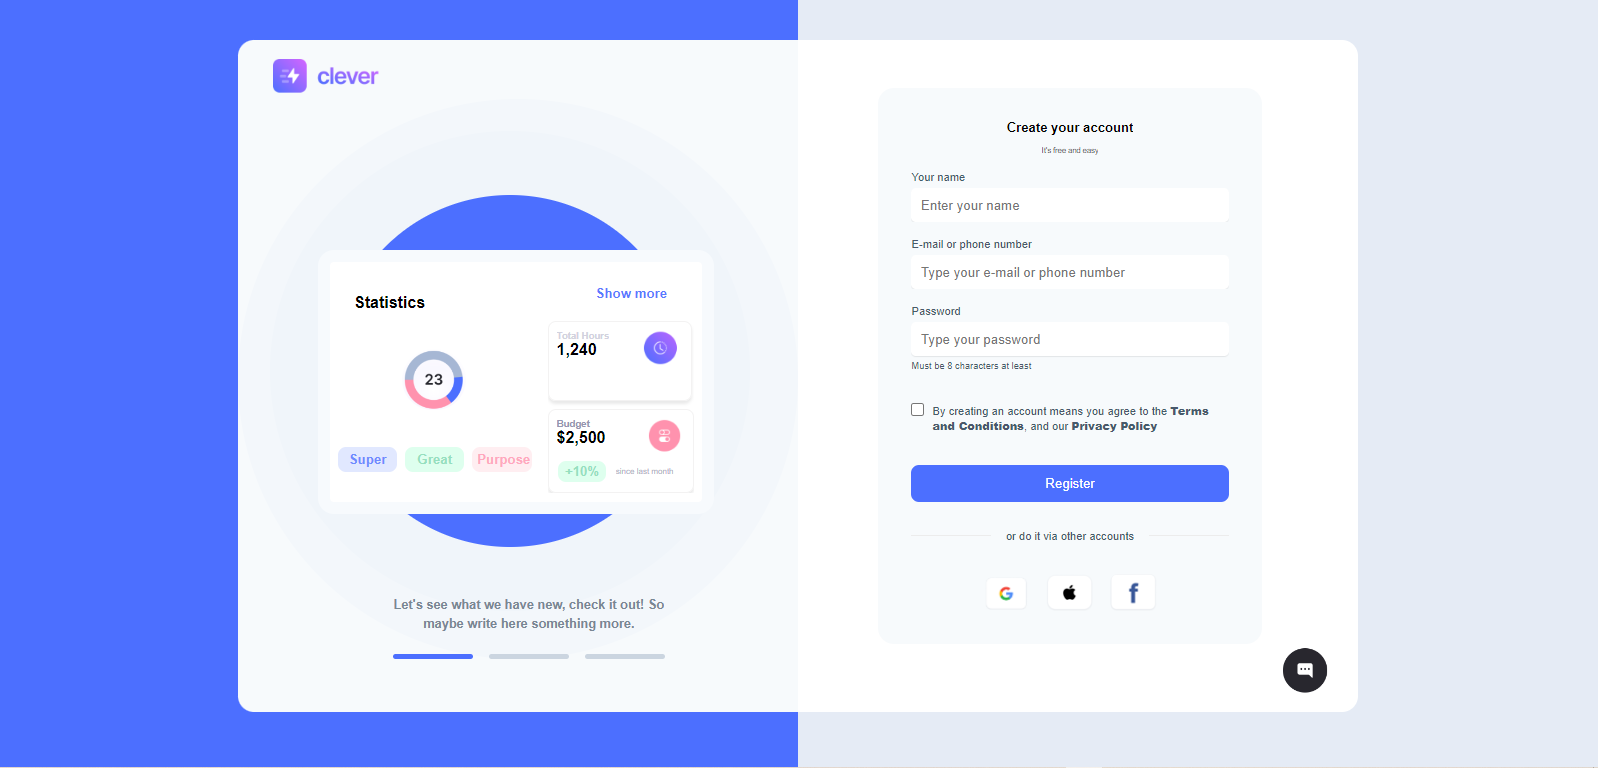 clever
Statistics
Show more
23
Total Hours
1,240
Budget
$2,500
+10%
since last month
Super
Great
Purpose
Let's see what we have new, check it out! So
maybe write here something more.
Create your account
It's free and easy
Your name
Enter your name
E-mail or phone number
Type your e-mail or phone number
Password
Type your password
Must be 8 characters at least
By creating an account means you agree to the Terms
and Conditions, and our Privacy Policy
Register
or do it via other accounts